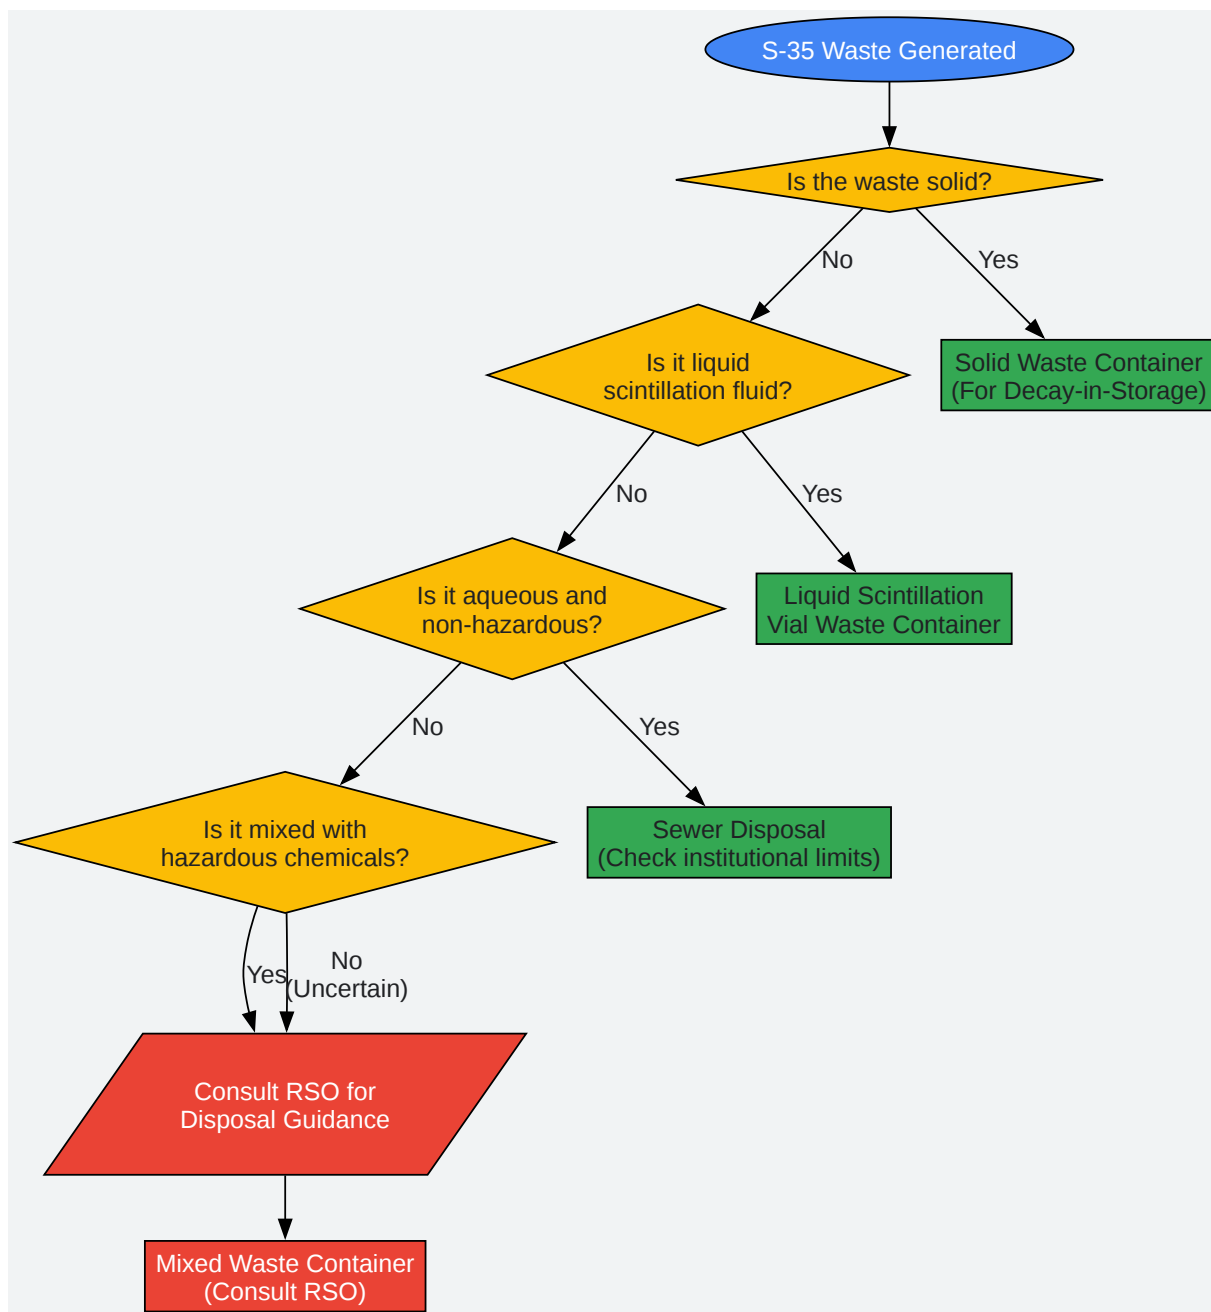 S-35 Waste Generated
Is the waste solid?
No
Yes
Is it liquid
scintillation fluid?
Solid Waste Container
(For Decay-in-Storage)
No
Yes
Is it aqueous and
non-hazardous?
Liquid Scintillation
Vial Waste Container
No
Yes
Is it mixed with
hazardous chemicals?
Sewer Disposal
(Check institutional limits)
Yes
No
(Uncertain)
Consult RSO for
Disposal Guidance
Mixed Waste Container
(Consult RSO)